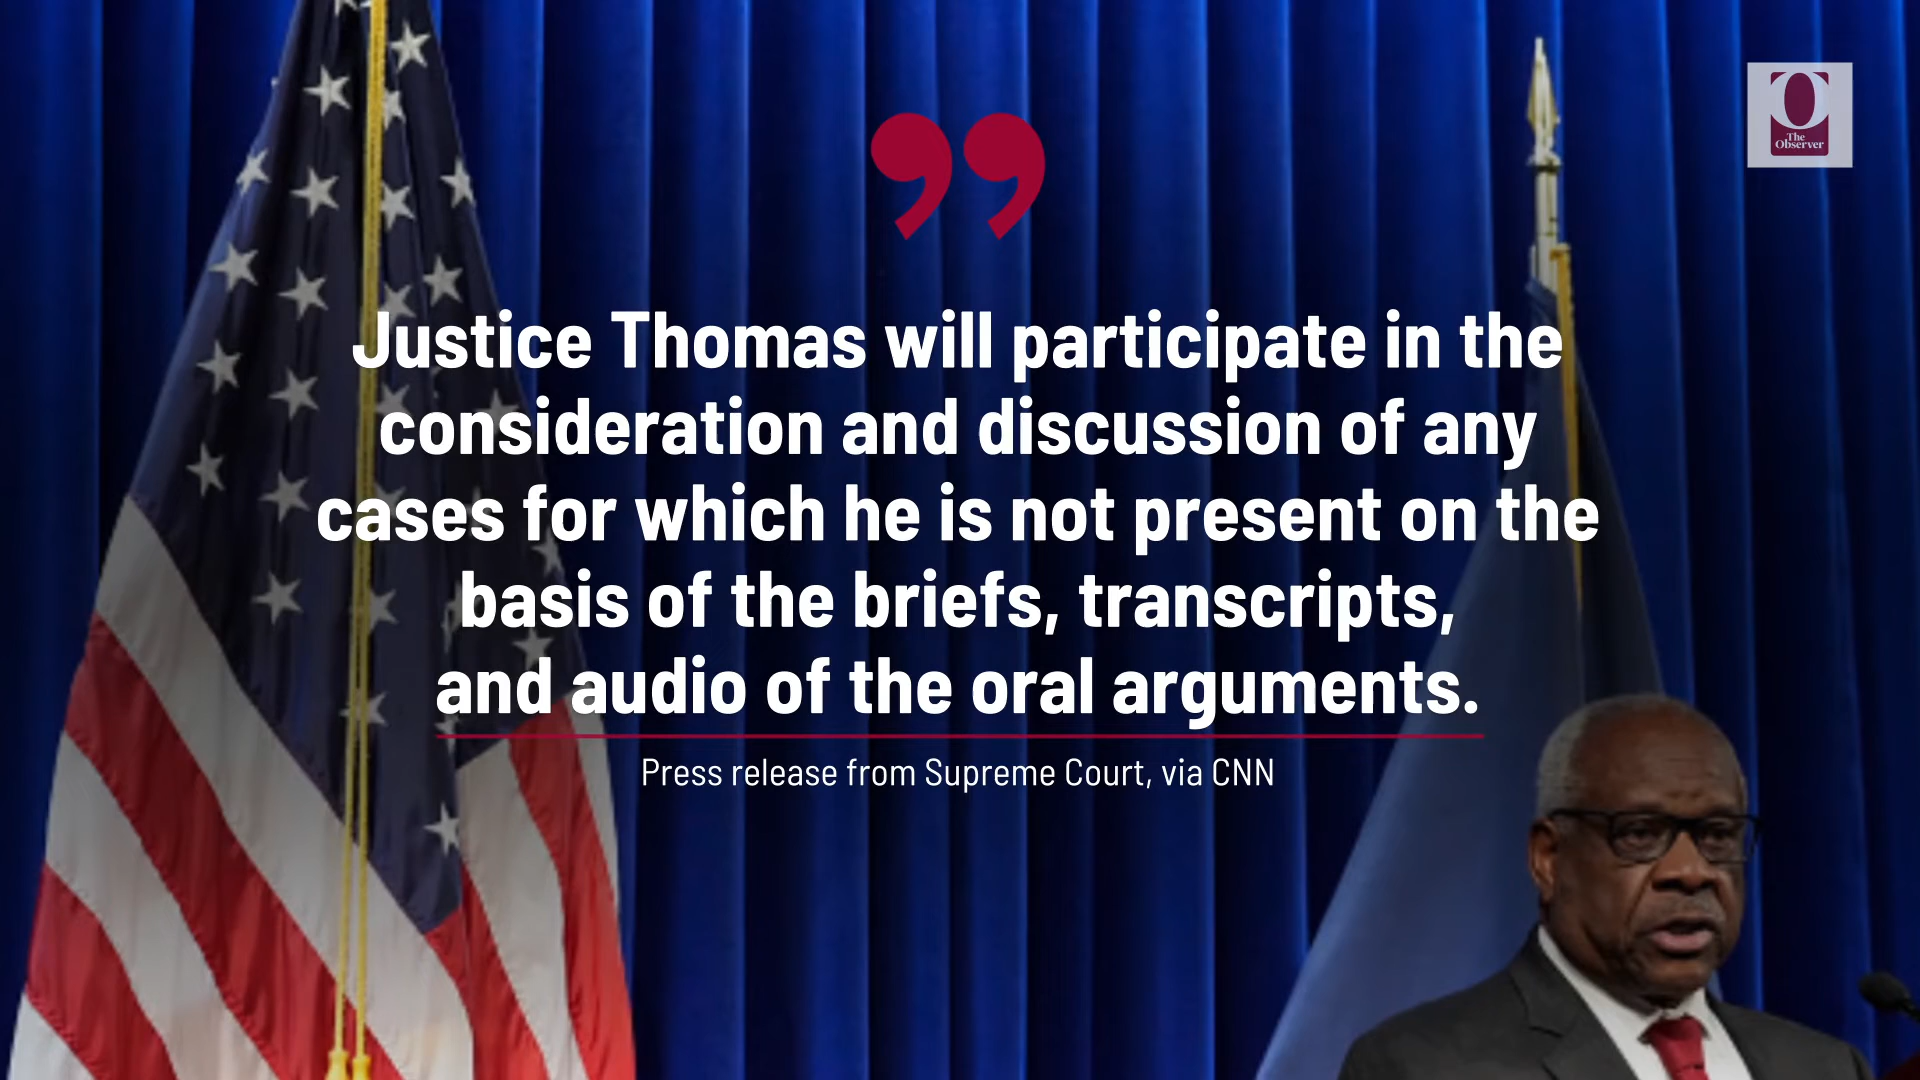 The
Observer
”
Justice Thomas will participate in the
consideration and discussion of any
cases for which he is not present on the
basis of the briefs, transcripts,
and audio of the oral arguments.
Press release from Supreme Court, via CNN